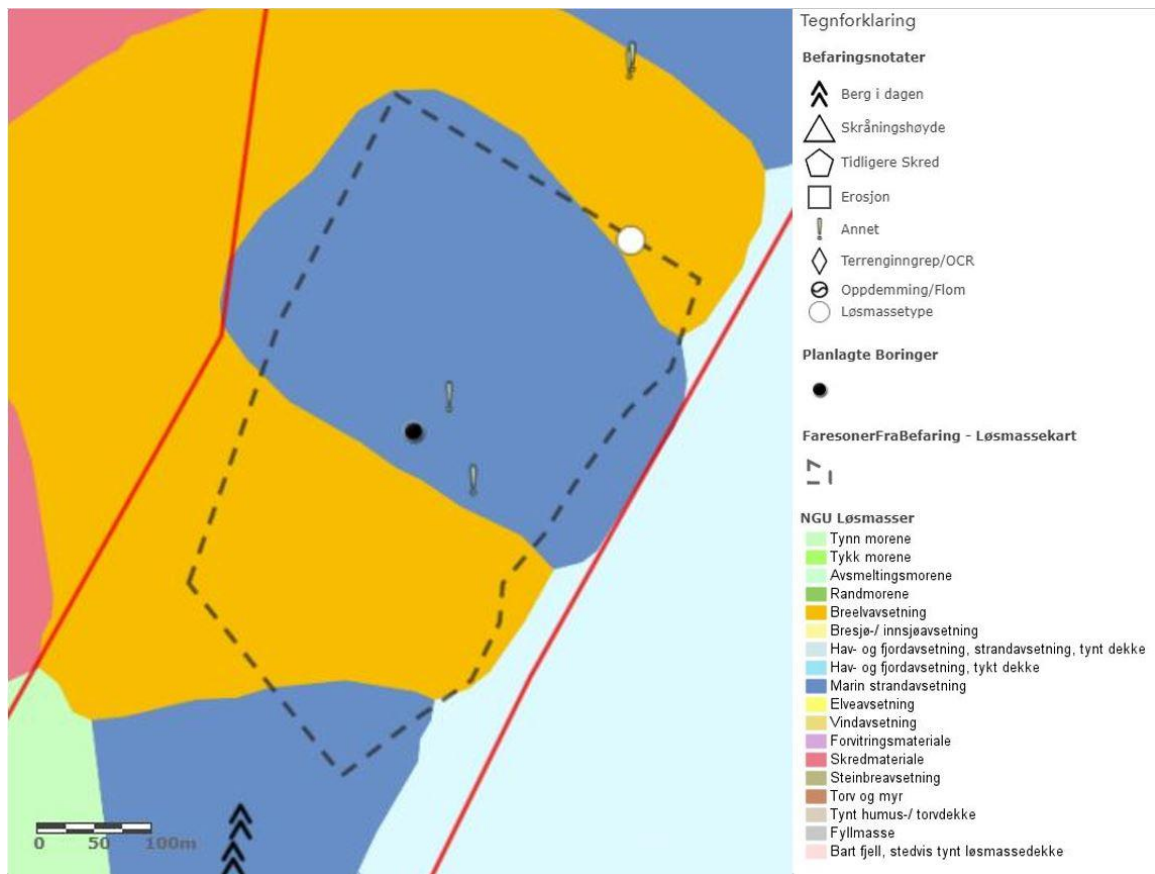 Tegnforklaring
Befaringsnotater
Berg i dagen
Skråningshøyde
Tidligere Skred
Erosjon
Annet
Terrenginngrep/OCR
Oppdemming/Flom
Løsmassetype
Planlagte Boringer
FaresonerFraBefaring - Løsmassekart
NGU Løsmasser
Tynn morene
Tykk morene
Avsmeltingsmorene
Randmorene
Breelvavsetning
Bresjø-/ innsjøavsetning
Hav- og fjordavsetning, strandavsetning, tynt dekke
Hav- og fjordavsetning, tykt dekke
Marin strandavsetning
Elveavsetning
Vindavsetning
Forvitringsmateriale
Skredmateriale
Steinbreavsetning
Torv og myr
Tynt humus-/ torvdekke
Fyllmasse
Bart fjell, stedvis tynt løsmassedekke
0 50 100m